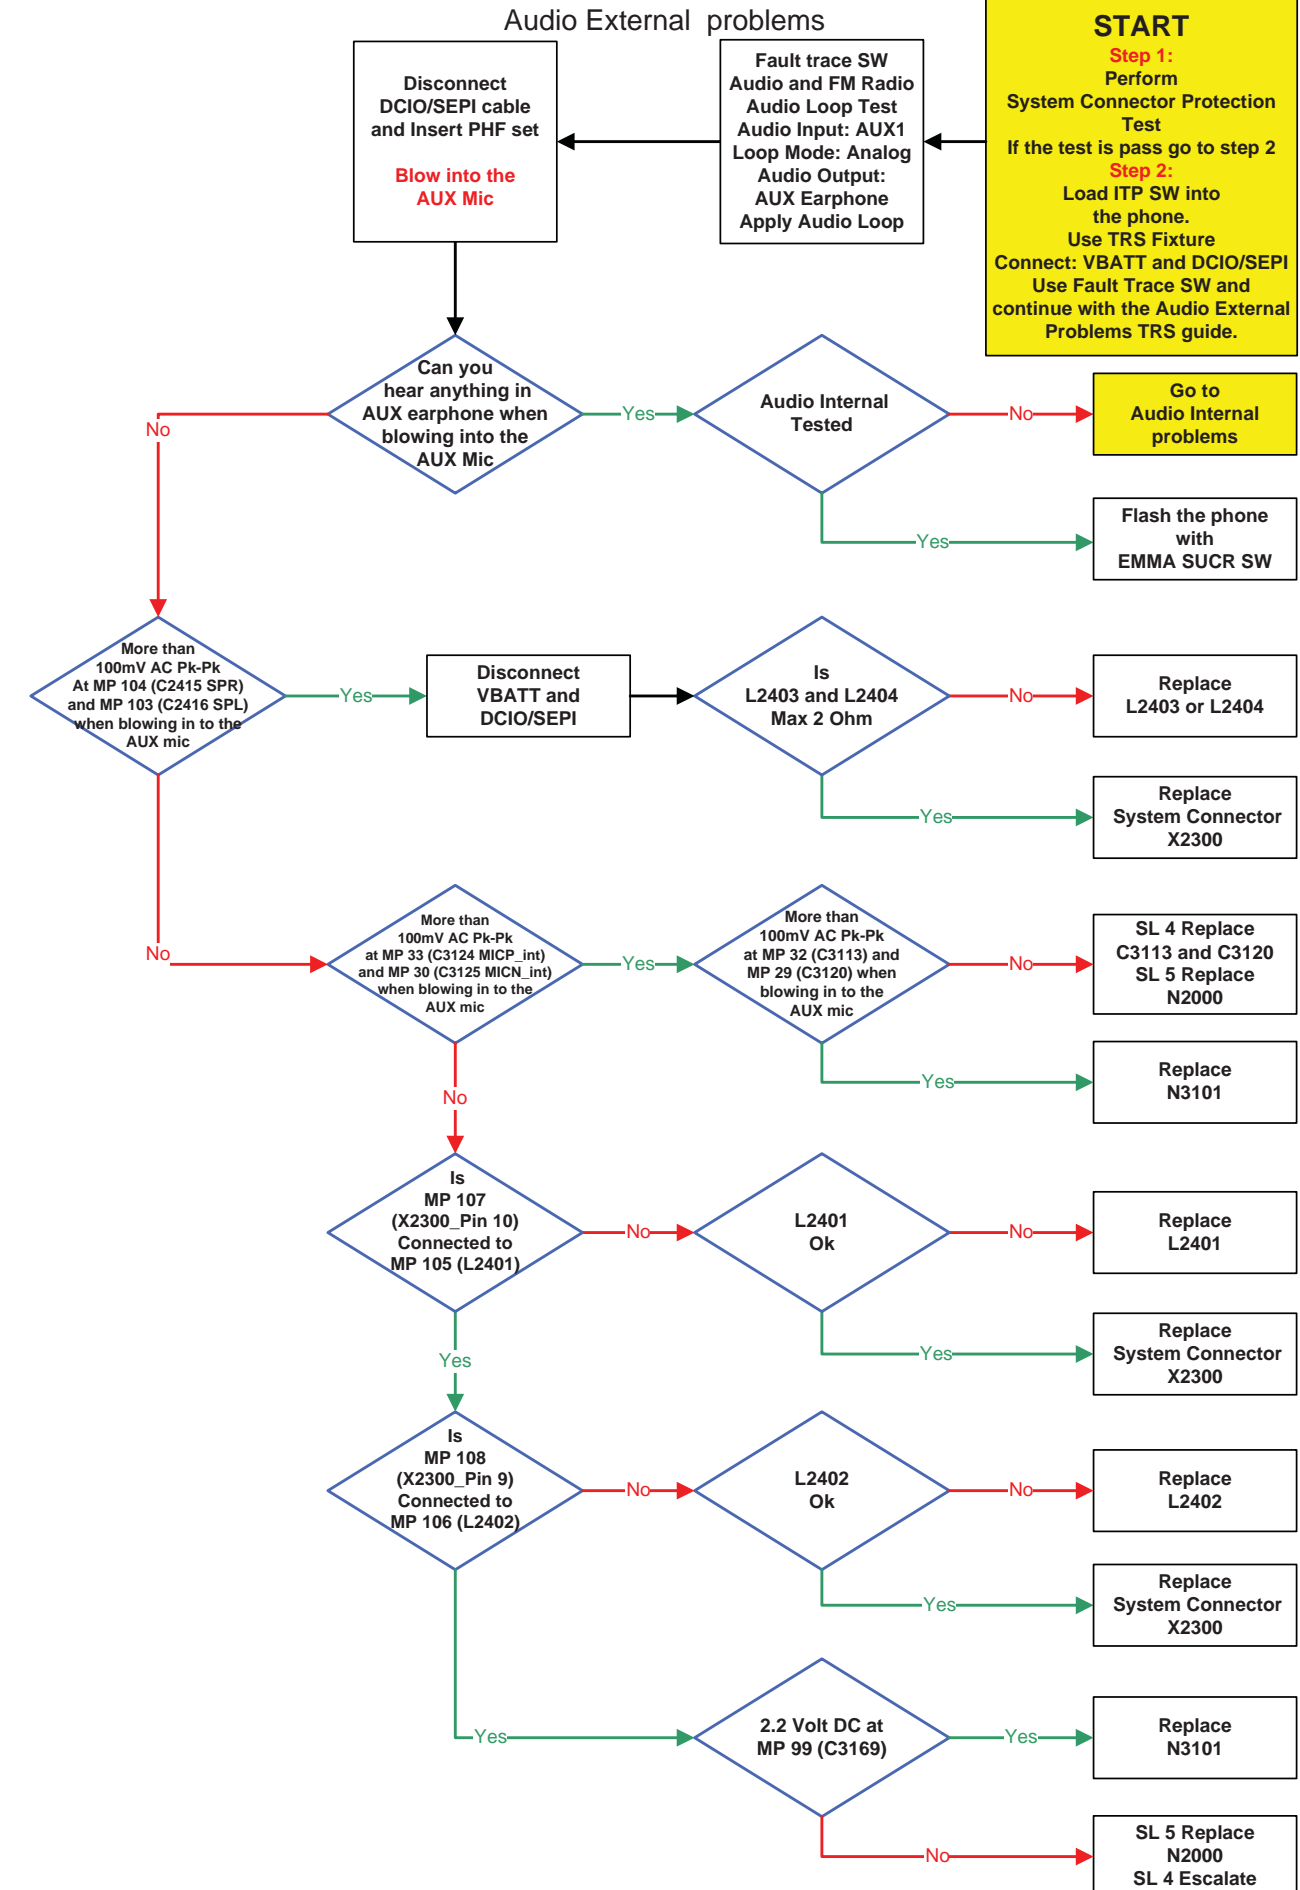 Audio External problems
START
Step 1:
Perform
System Connector Protection
Test
If the test is pass go to step 2
Step 2:
Load ITP SW into
the phone.
Use TRS Fixture
Connect: VBATT and DCIO/SEPI
Use Fault Trace SW and
continue with the Audio External
Problems TRS guide.
Fault trace SW
Audio and FM Radio
Audio Loop Test
Audio Input: AUX1
Loop Mode: Analog
Audio Output:
AUX Earphone
Apply Audio Loop
Disconnect
DCIO/SEPI cable
and Insert PHF set
Blow into the
AUX Mic
Can you
hear anything in
AUX earphone when
blowing into the
AUX Mic
Yes
Audio Internal
Tested
No
Go to
Audio Internal
problems
No
Yes
Flash the phone
with
EMMA SUCR SW
More than
100mV AC Pk-Pk
At MP 104 (C2415 SPR)
and MP 103 (C2416 SPL)
when blowing in to the
AUX mic
Yes
Disconnect
VBATT and
DCIO/SEPI
Is
L2403 and L2404
Max 2 Ohm
No
Replace
L2403 or L2404
Yes
Replace
System Connector
X2300
No
More than
100mV AC Pk-Pk
at MP 33 (C3124 MICP_int)
and MP 30 (C3125 MICN_int)
when blowing in to the
AUX mic
Yes
More than
100mV AC Pk-Pk
at MP 32 (C3113) and
MP 29 (C3120) when
blowing in to the
AUX mic
No
SL 4 Replace
C3113 and C3120
SL 5 Replace
N2000
Yes
Replace
N3101
No
Is
MP 107
(X2300_Pin 10)
Connected to
MP 105 (L2401)
No
L2401
Ok
No
Replace
L2401
Yes
Replace
System Connector
X2300
Yes
Is
MP 108
(X2300_Pin 9)
Connected to
MP 106 (L2402)
No
L2402
Ok
No
Replace
L2402
Yes
Replace
System Connector
X2300
Yes
2.2 Volt DC at
MP 99 (C3169)
Yes
Replace
N3101
No
SL 5 Replace
N2000
SL 4 Escalate